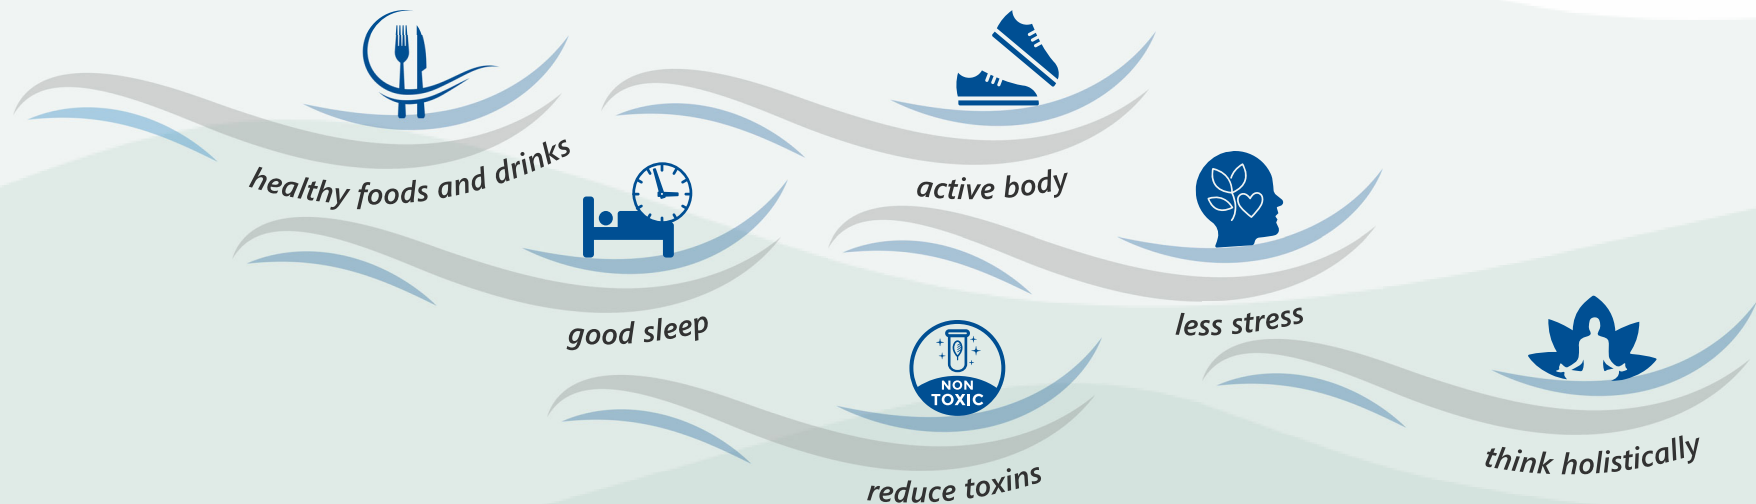 healthy foods and drinks
active body
good sleep
less stress
NON
TOXIC
reduce toxins
think holistically